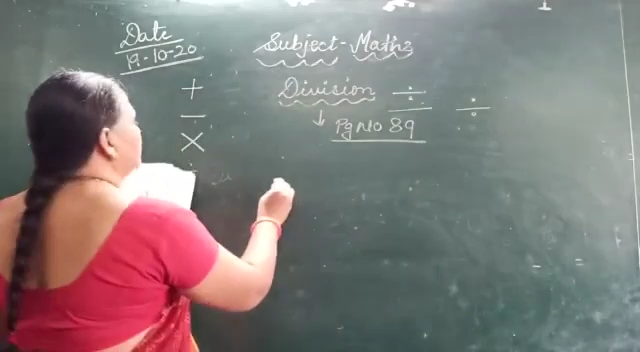 Date
19-10-20
Subject - Maths
Division ÷ ÷
↓ Pg no 89
+
−
×